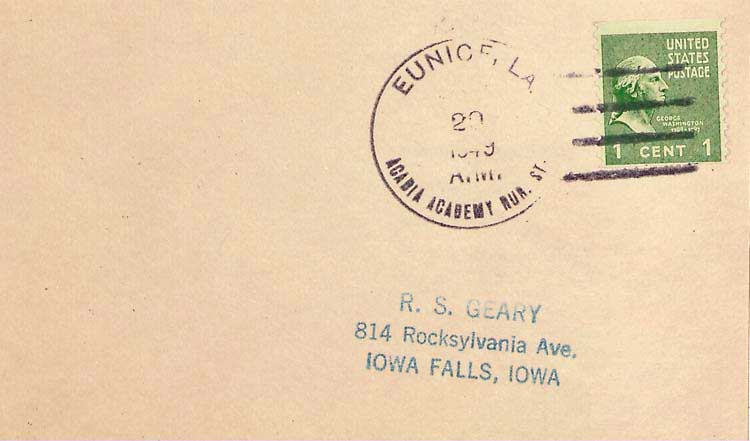 EUNICE, LA.
20
1949
A.M.
ACADIA ACADEMY RUR. ST.
UNITED
STATES
POSTAGE
GEORGE
WASHINGTON
1 CENT 1
R. S. GEARY
814 Rocksylvania Ave.
IOWA FALLS, IOWA